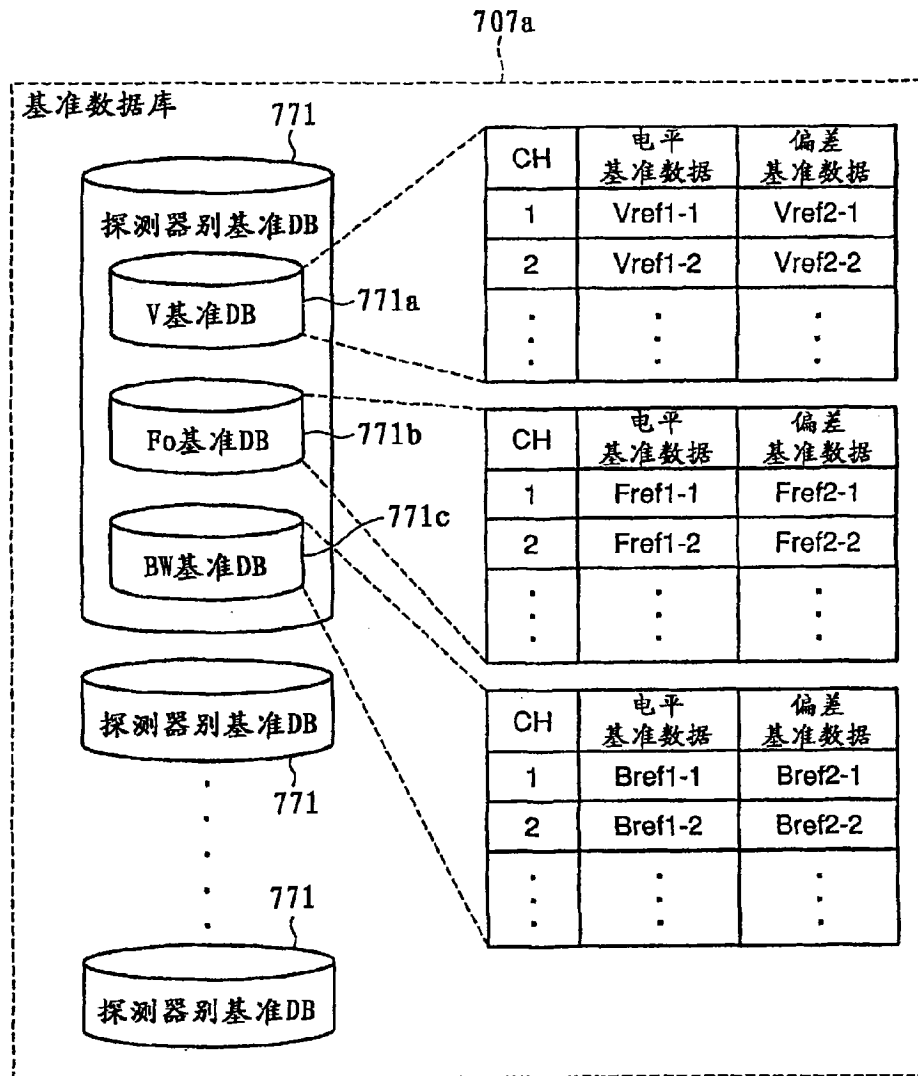 707a
基准数据库
771
探测器别基准DB
V基准DB
771a
Fo基准DB
771b
BW基准DB
771c
探测器别基准DB
771
771
探测器别基准DB
CH 电平基准数据 偏差基准数据
1 Vref1-1 Vref2-1
2 Vref1-2 Vref2-2
CH 电平基准数据 偏差基准数据
1 Fref1-1 Fref2-1
2 Fref1-2 Fref2-2
CH 电平基准数据 偏差基准数据
1 Bref1-1 Bref2-1
2 Bref1-2 Bref2-2